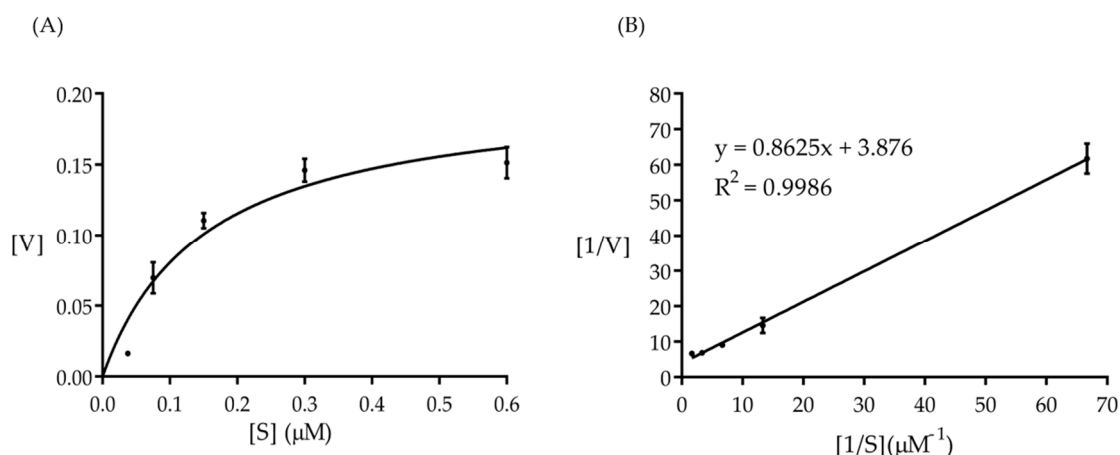 (A)
[V]
0.20
0.15
0.10
0.05
0.00
0.0 0.1 0.2 0.3 0.4 0.5 0.6
[S] (μM)
(B)
[1/V]
80
70
60
50
40
30
20
10
0
y = 0.8625x + 3.876
R² = 0.9986
0 10 20 30 40 50 60 70
[1/S](μM⁻¹)